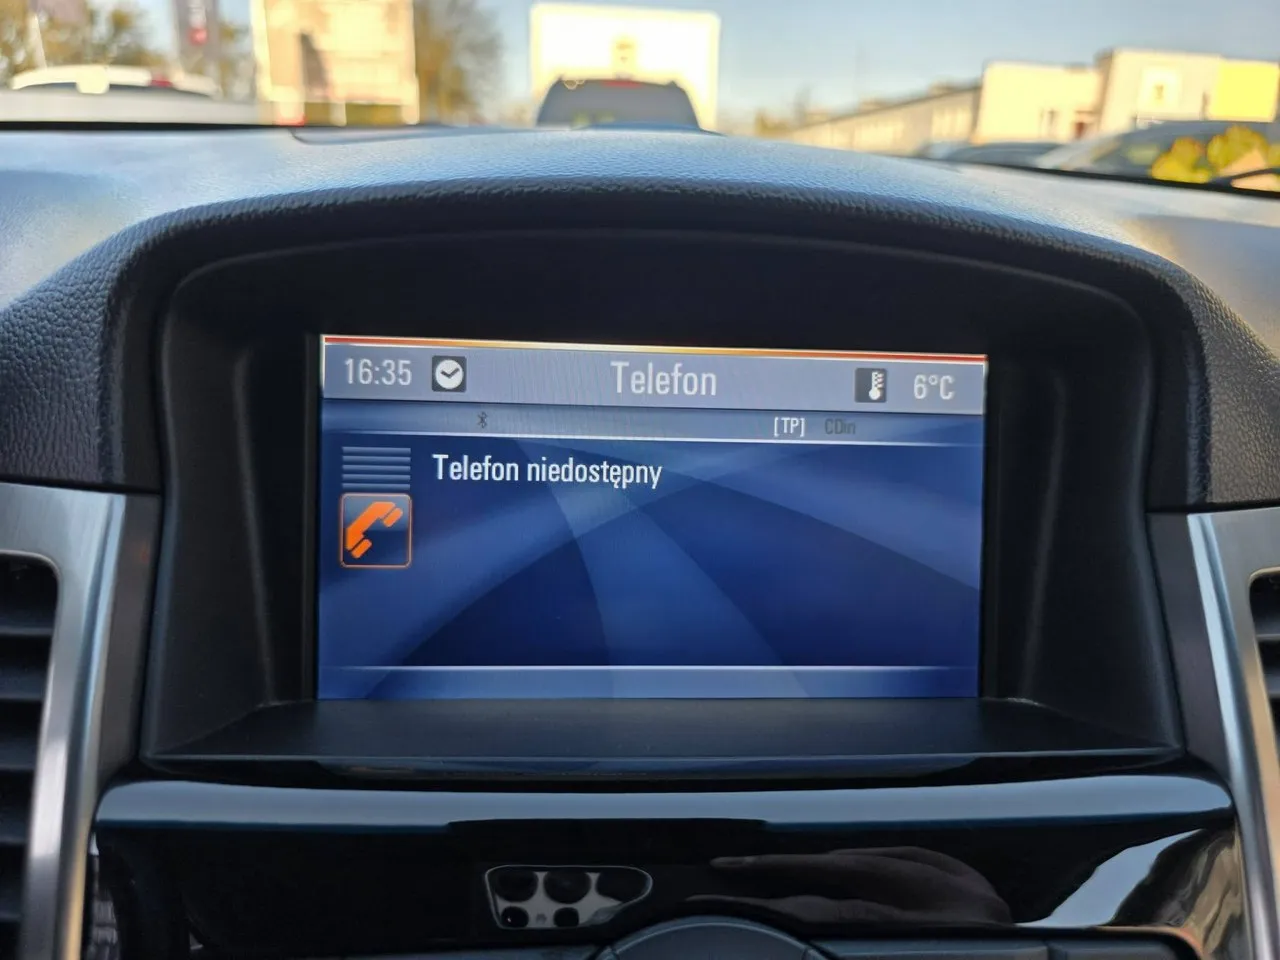 16:35 Telefon 6°C
[TP] CDin
Telefon niedostępny